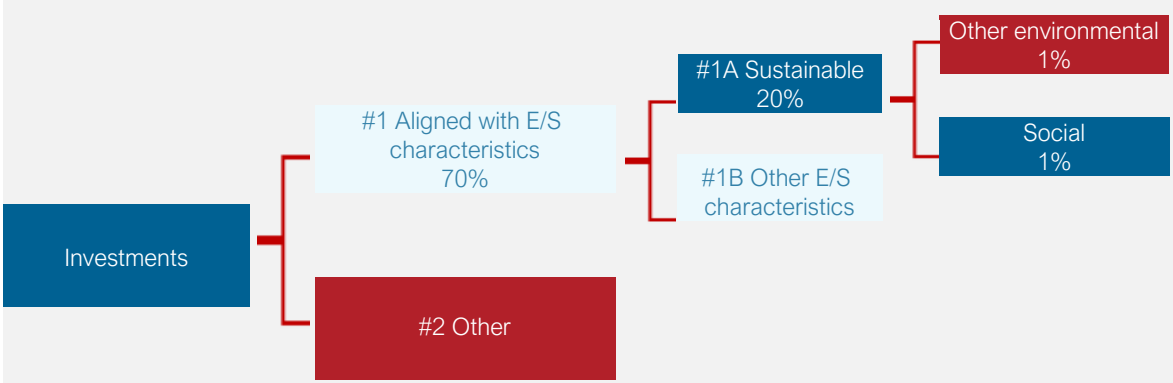 Investments
#1 Aligned with E/S
characteristics
70%
#2 Other
#1A Sustainable
20%
#1B Other E/S
characteristics
Other environmental
1%
Social
1%